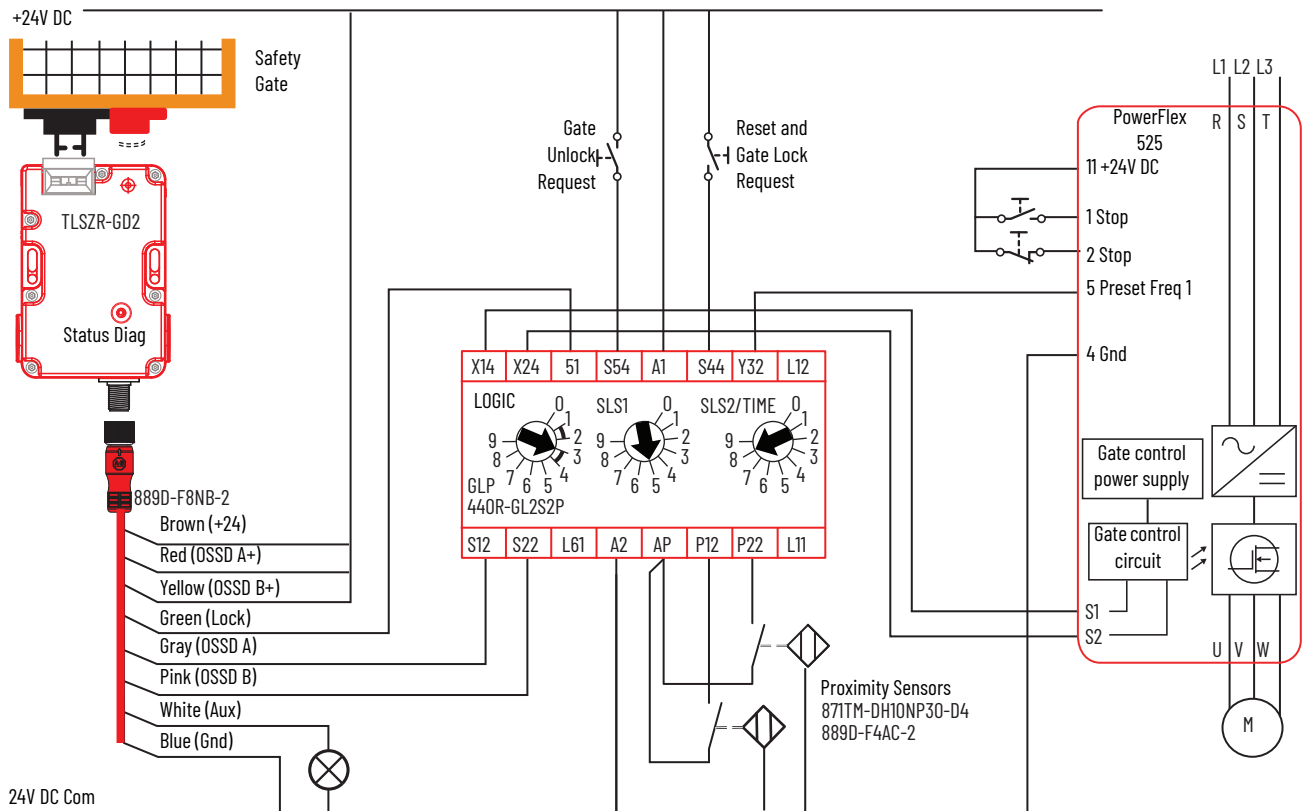 +24V DC
Safety
Gate
TLSZR-GD2
Status Diag
AB
889D-F8NB-2
Brown (+24)
Red (OSSD A+)
Yellow (OSSD B+)
Green (Lock)
Gray (OSSD A)
Pink (OSSD B)
White (Aux)
Blue (Gnd)
24V DC Com
Gate
Unlock
Request
Reset and
Gate Lock
Request
X14 X24 51 S54 A1 S44 Y32 L12
LOGIC SLS1 SLS2/TIME
0 1 2 3 4 5 6 7 8 9
0 1 2 3 4 5 6 7 8 9
0 1 2 3 4 5 6 7 8 9
GLP
440R-GL2S2P
S12 S22 L61 A2 AP P12 P22 L11
Proximity Sensors
871TM-DH10NP30-D4
889D-F4AC-2
L1 L2 L3
R S T
PowerFlex
525
11 +24V DC
1 Stop
2 Stop
5 Preset Freq 1
4 Gnd
Gate control
power supply
Gate control
circuit
S1
S2
U V W
M